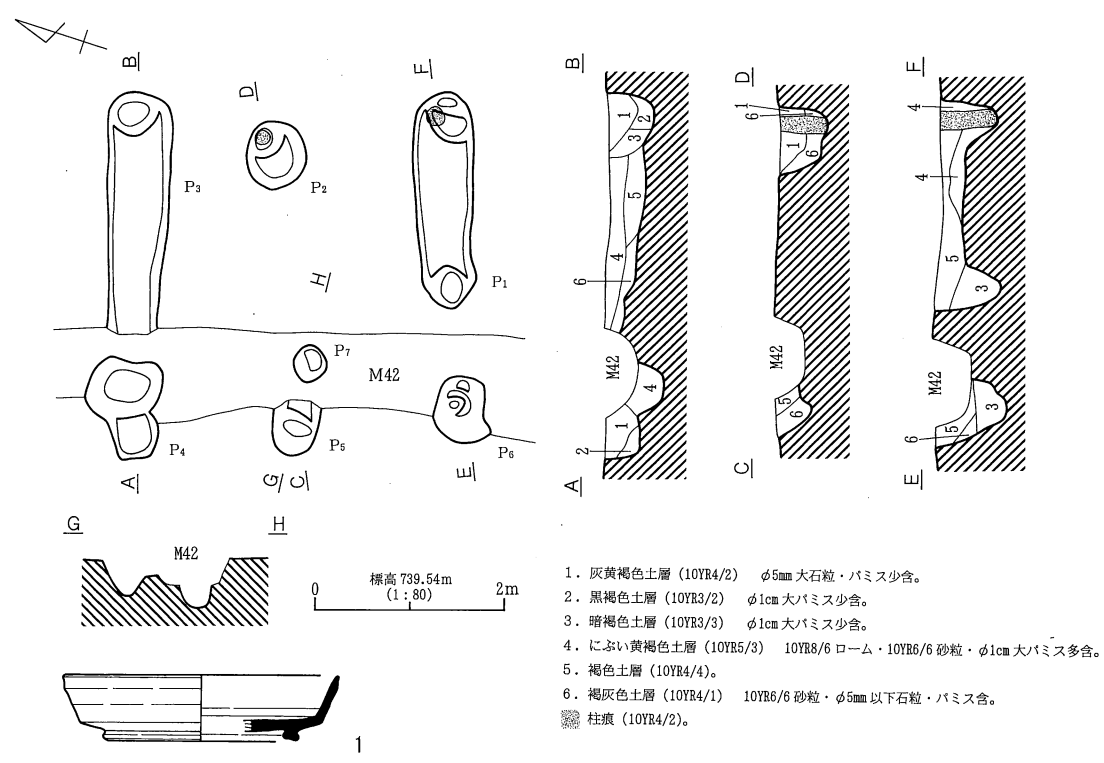 B
D
F
P3
P2
P1
H
P7
M42
P4
P5
P6
A
G
C
E
B
1
2
3
5
4
6
M42
4
1
2
A
D
1
6
1
6
M42
5
6
C
F
4
4
5
3
M42
3
5
6
E
G
H
M42
標高739.54m
(1：80)
0
2m
1
1．灰黄褐色土層(10YR4/2)　φ5mm大石粒・パミス少含。
2．黒褐色土層(10YR3/2)　φ1cm大パミス少含。
3．暗褐色土層(10YR3/3)　φ1cm大パミス少含。
4．にぶい黄褐色土層(10YR5/3)　10YR8/6ローム・10YR6/6砂粒・φ1cm大パミス多含。
5．褐色土層(10YR4/4)。
6．褐灰色土層(10YR4/1)　10YR6/6砂粒・φ5mm以下石粒・パミス含。
柱痕(10YR4/2)。